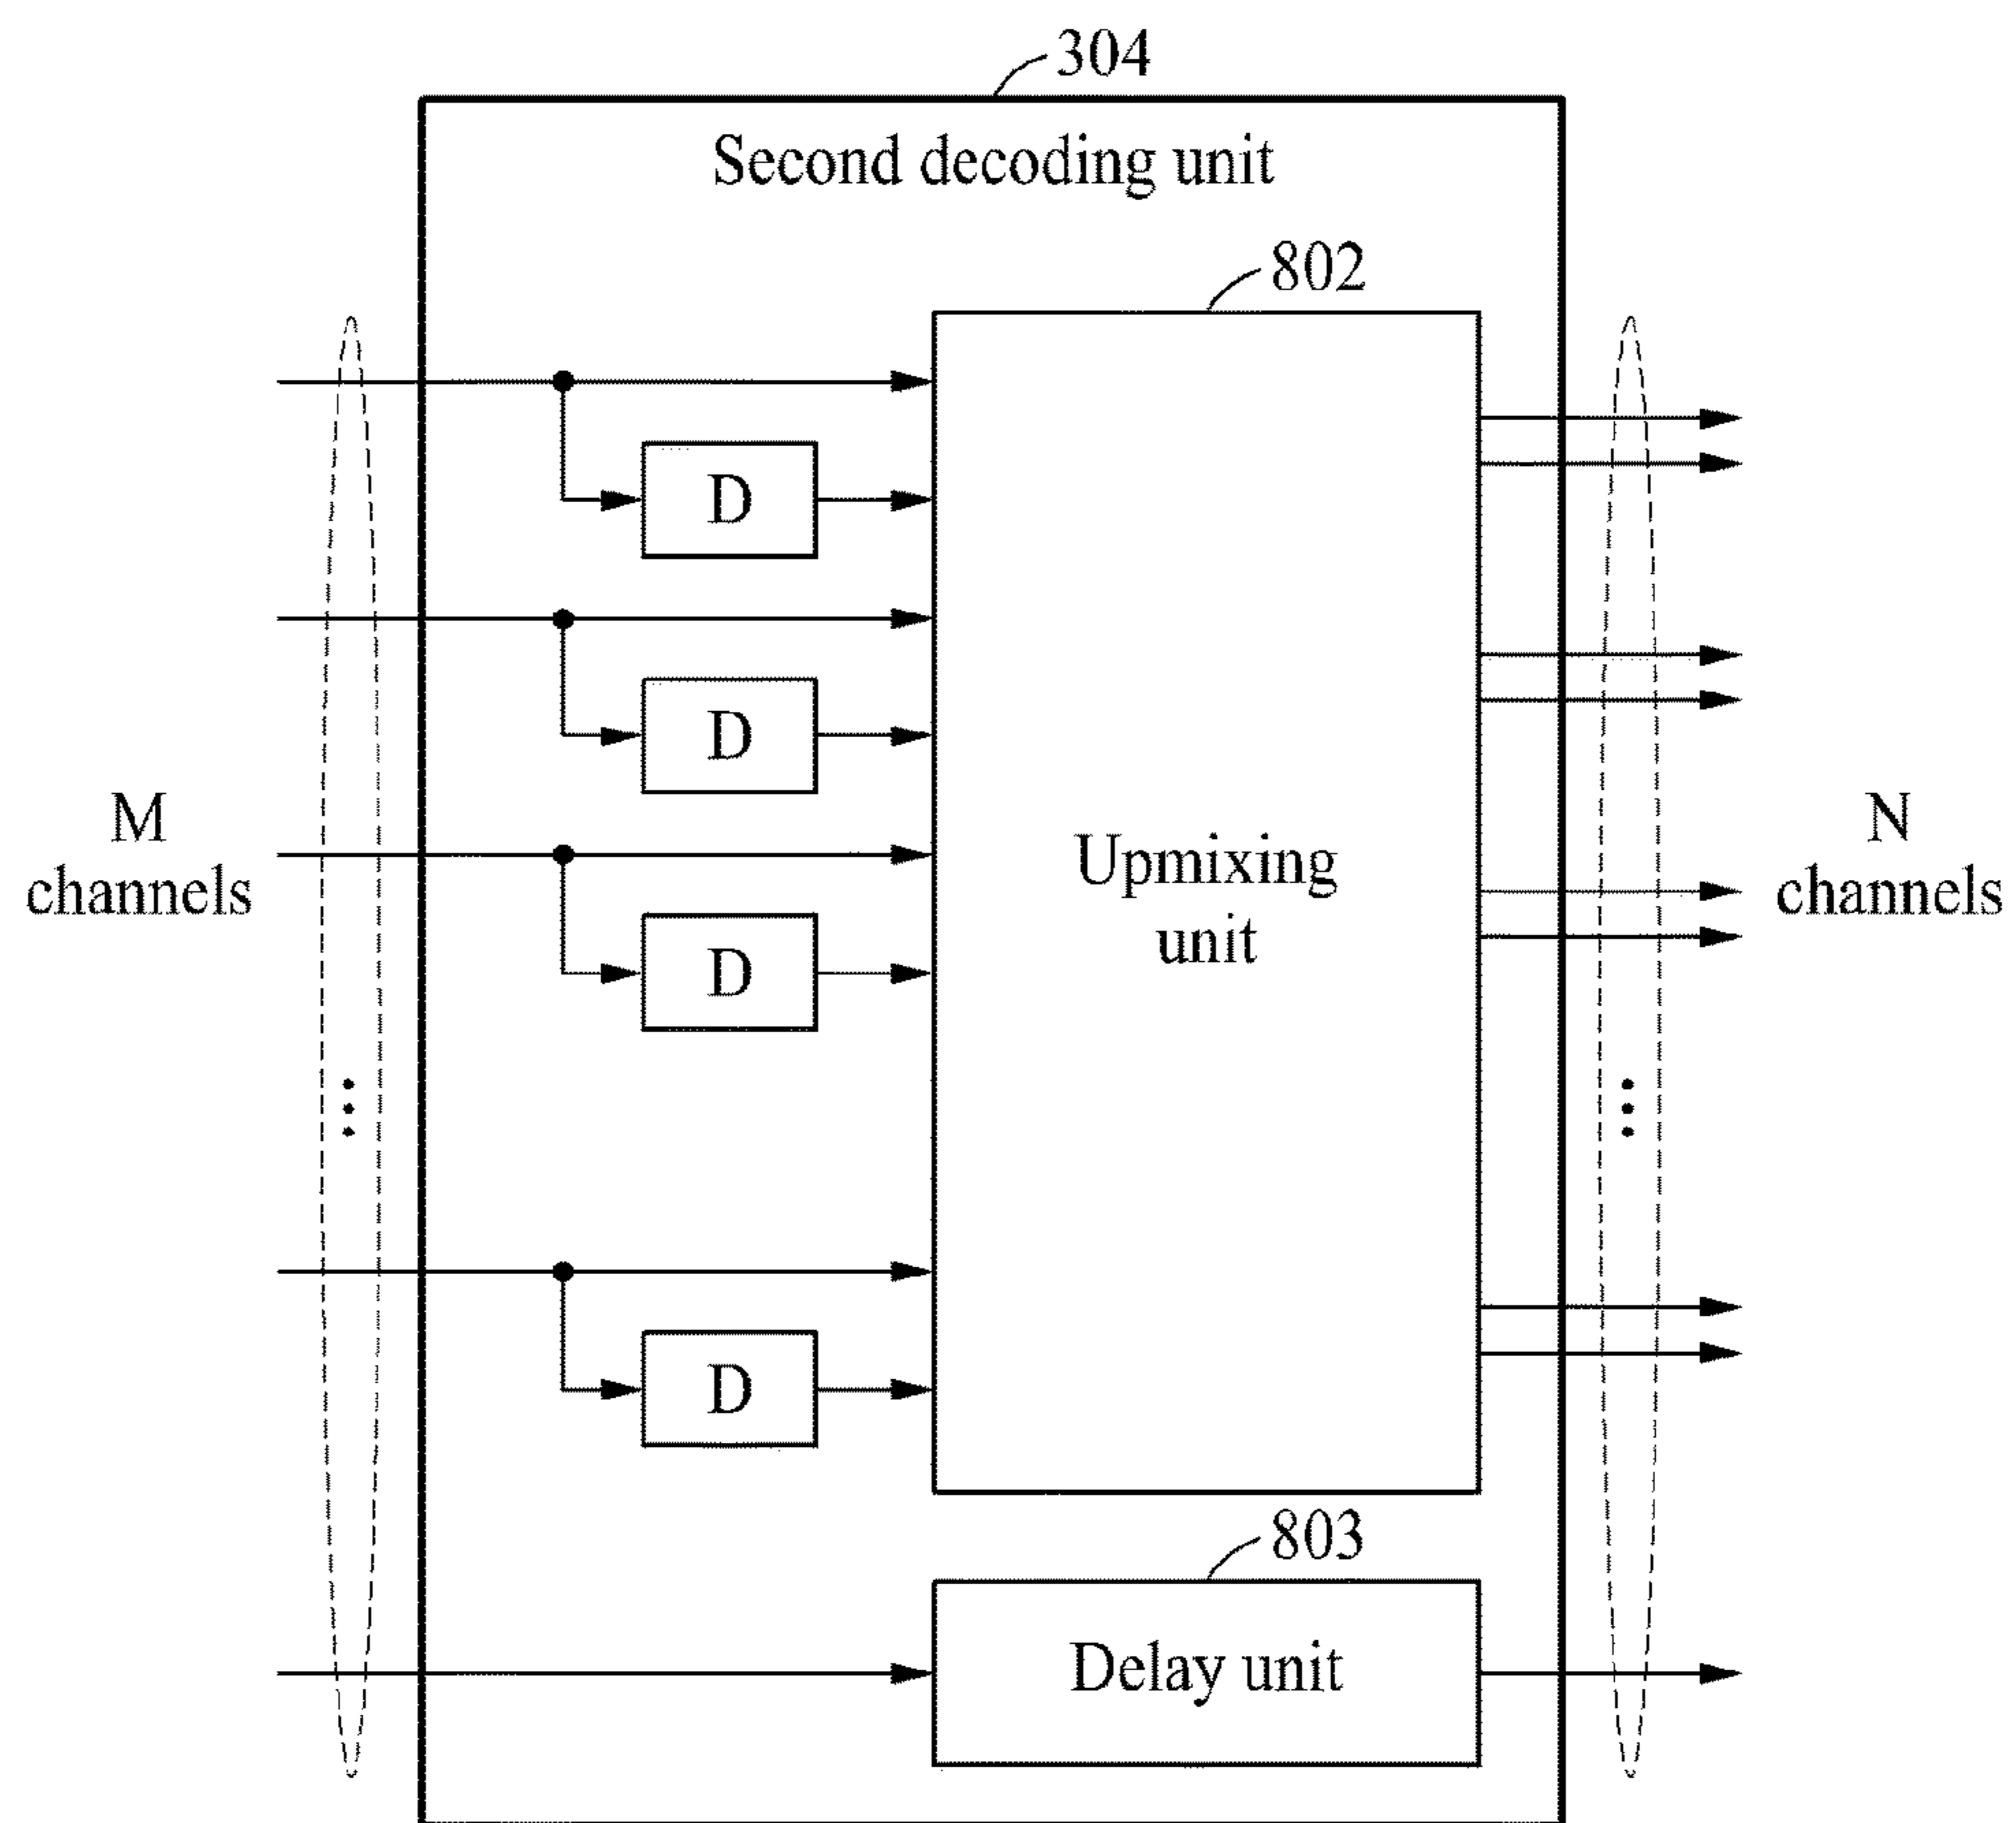 304
Second decoding unit
802
D
D
M
channels
Upmixing
unit
N
channels
D
D
803
Delay unit